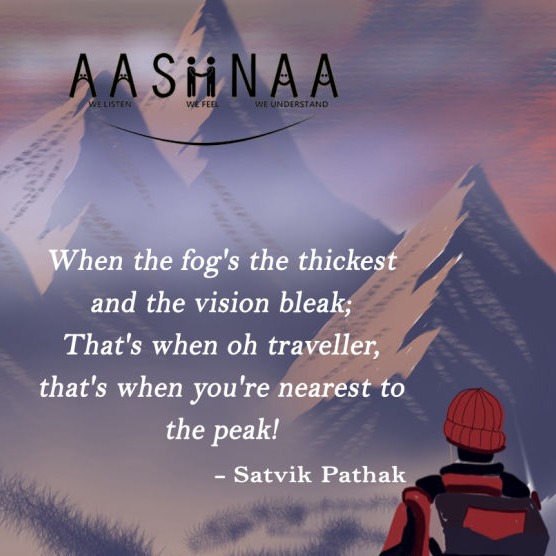 AASiiNAA
WE LISTEN WE FEEL WE UNDERSTAND
When the fog's the thickest
and the vision bleak;
That's when oh traveller,
that's when you're nearest to
the peak!
– Satvik Pathak